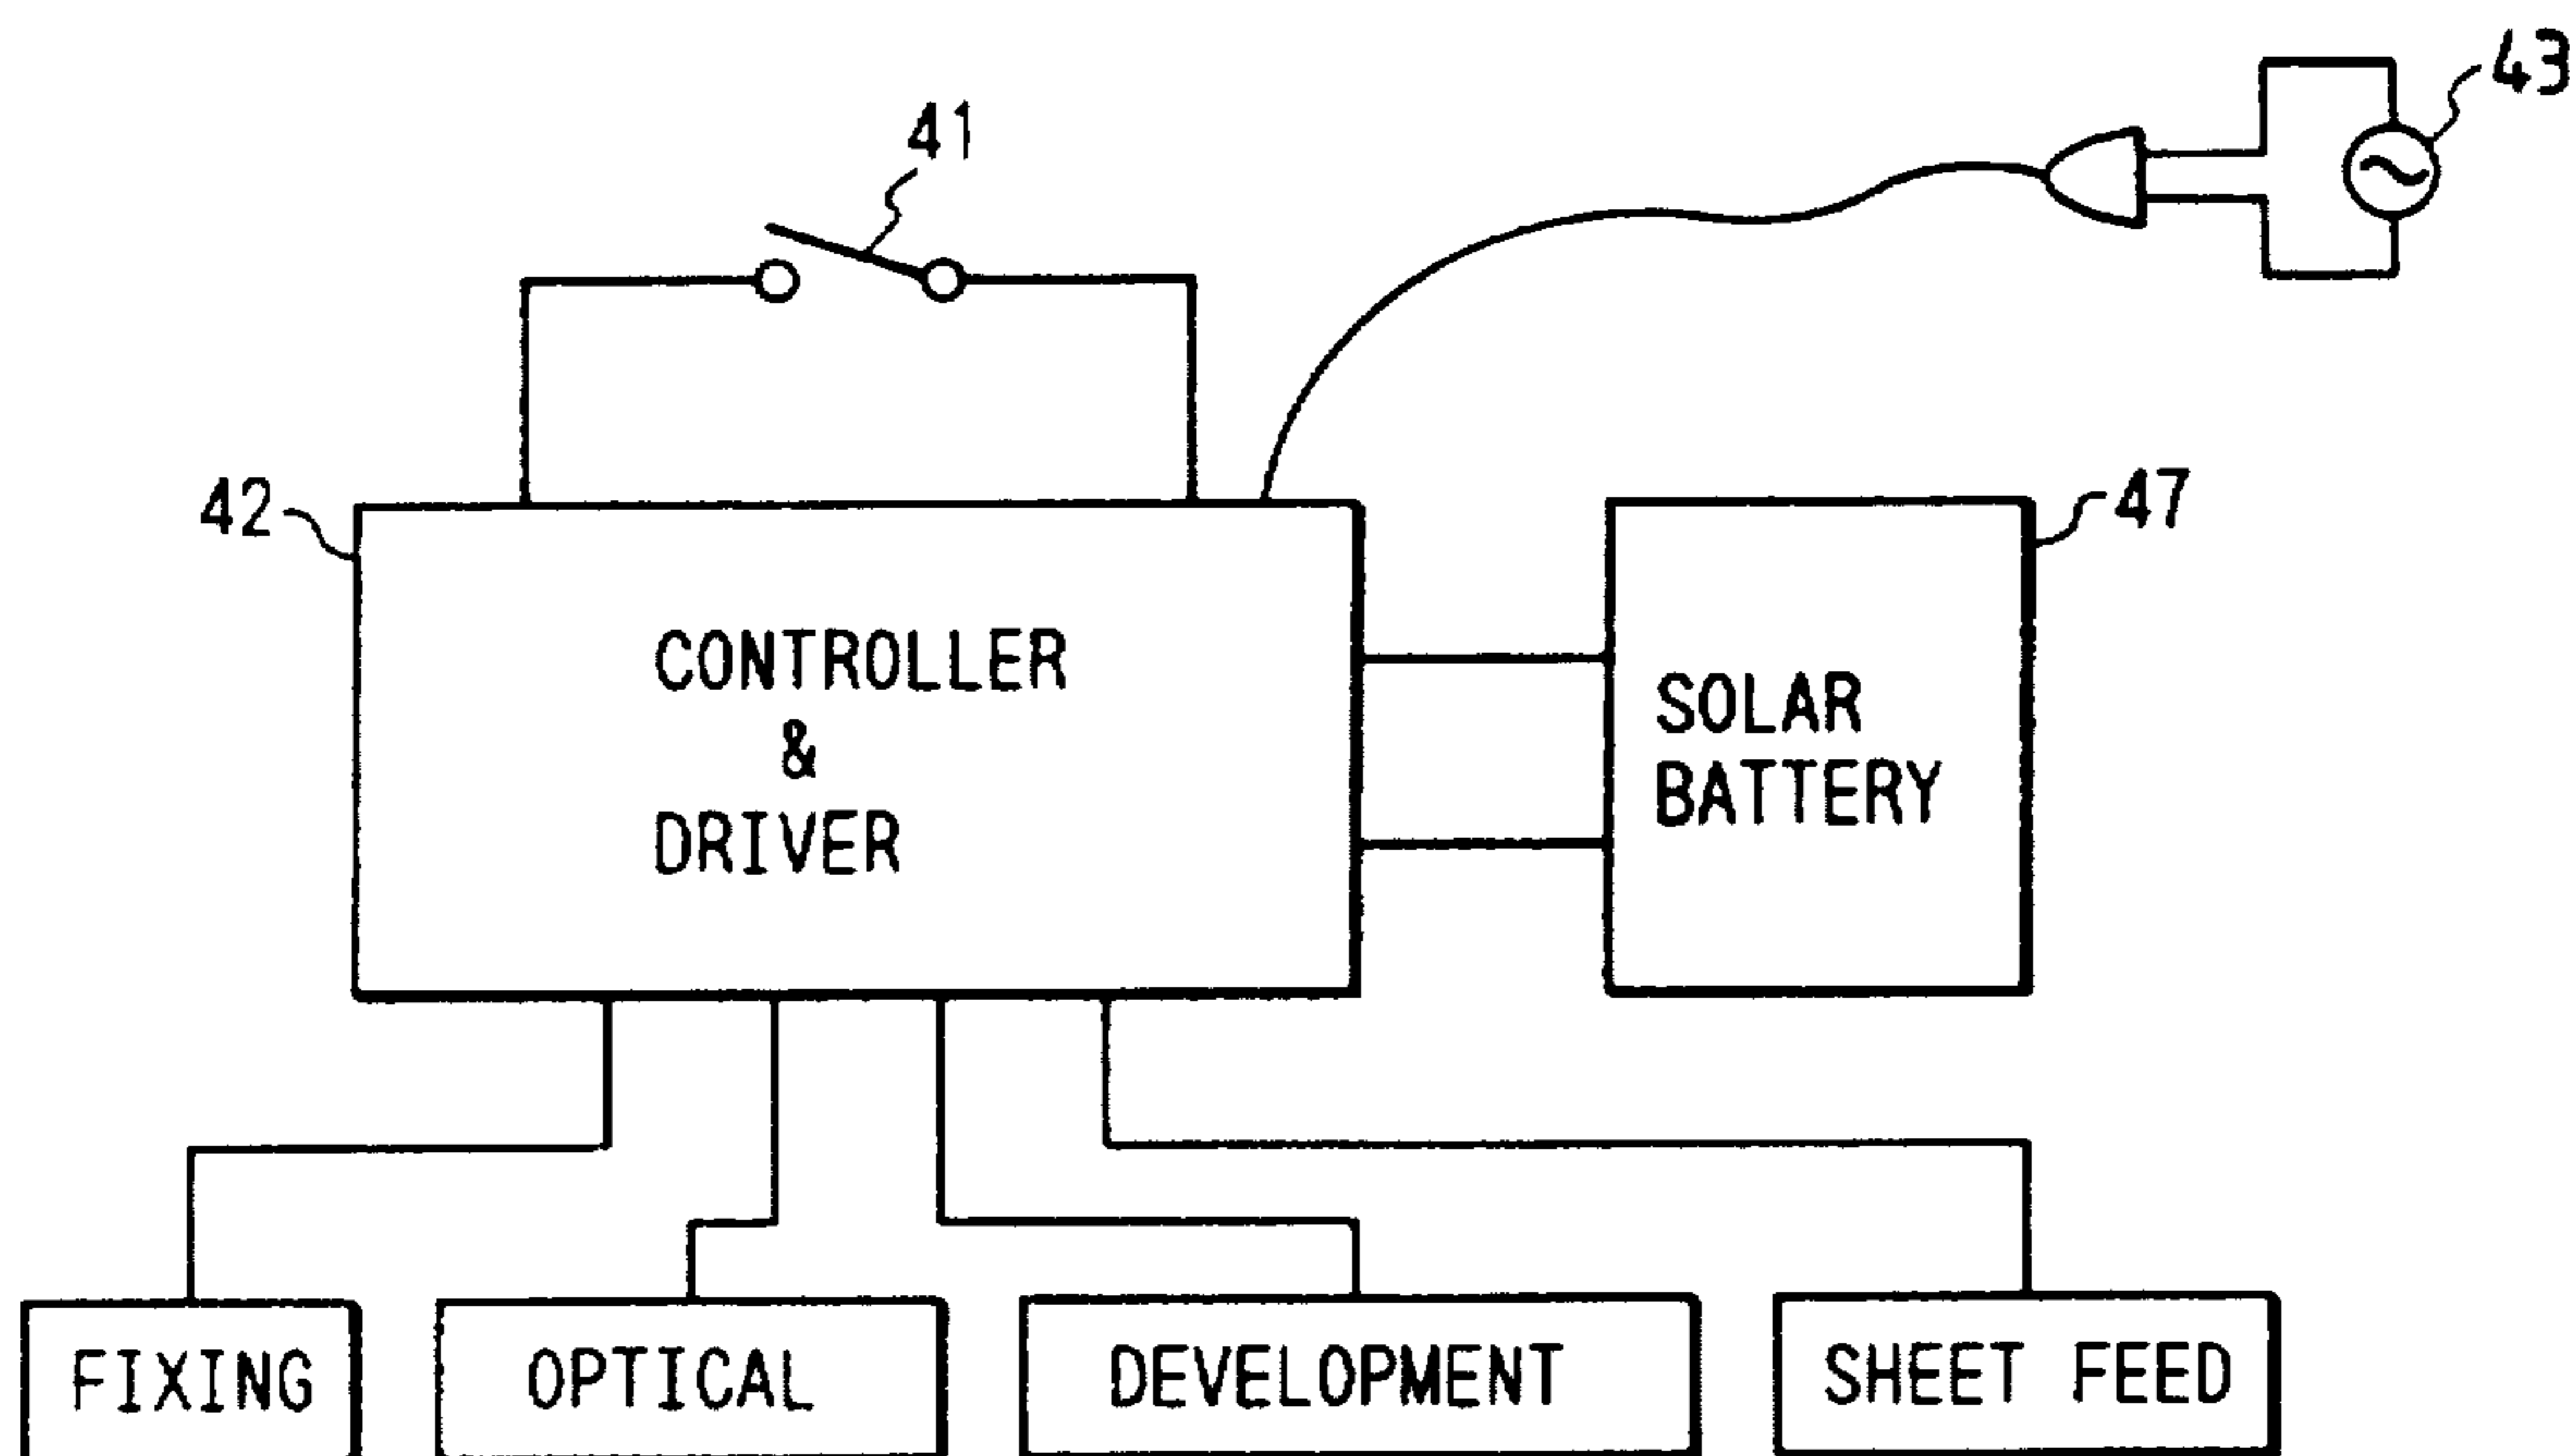 43
41
42
47
CONTROLLER
&
DRIVER
SOLAR
BATTERY
FIXING
OPTICAL
DEVELOPMENT
SHEET FEED